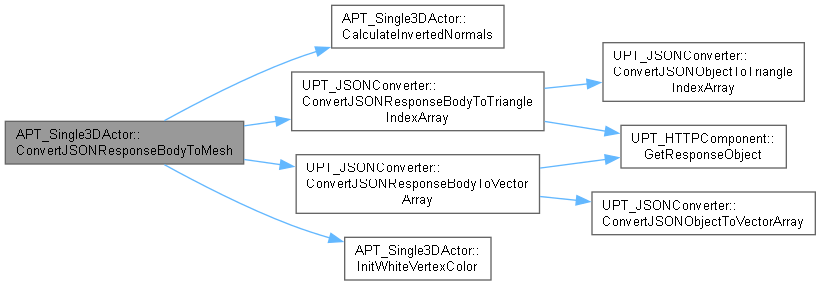 APT_Single3DActor::
ConvertJSONResponseBodyToMesh
APT_Single3DActor::
CalculateInvertedNormals
UPT_JSONConverter::
ConvertJSONResponseBodyToTriangle
IndexArray
UPT_JSONConverter::
ConvertJSONObjectToTriangle
IndexArray
UPT_HTTPComponent::
GetResponseObject
UPT_JSONConverter::
ConvertJSONResponseBodyToVector
Array
UPT_JSONConverter::
ConvertJSONObjectToVectorArray
APT_Single3DActor::
InitWhiteVertexColor